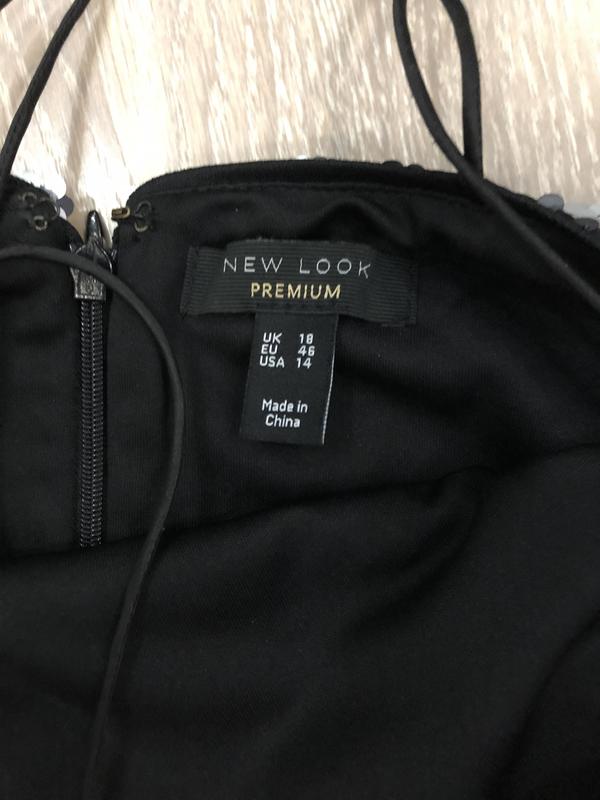 NEW LOOK
PREMIUM
UK 18
EU 46
USA 14
Made in
China